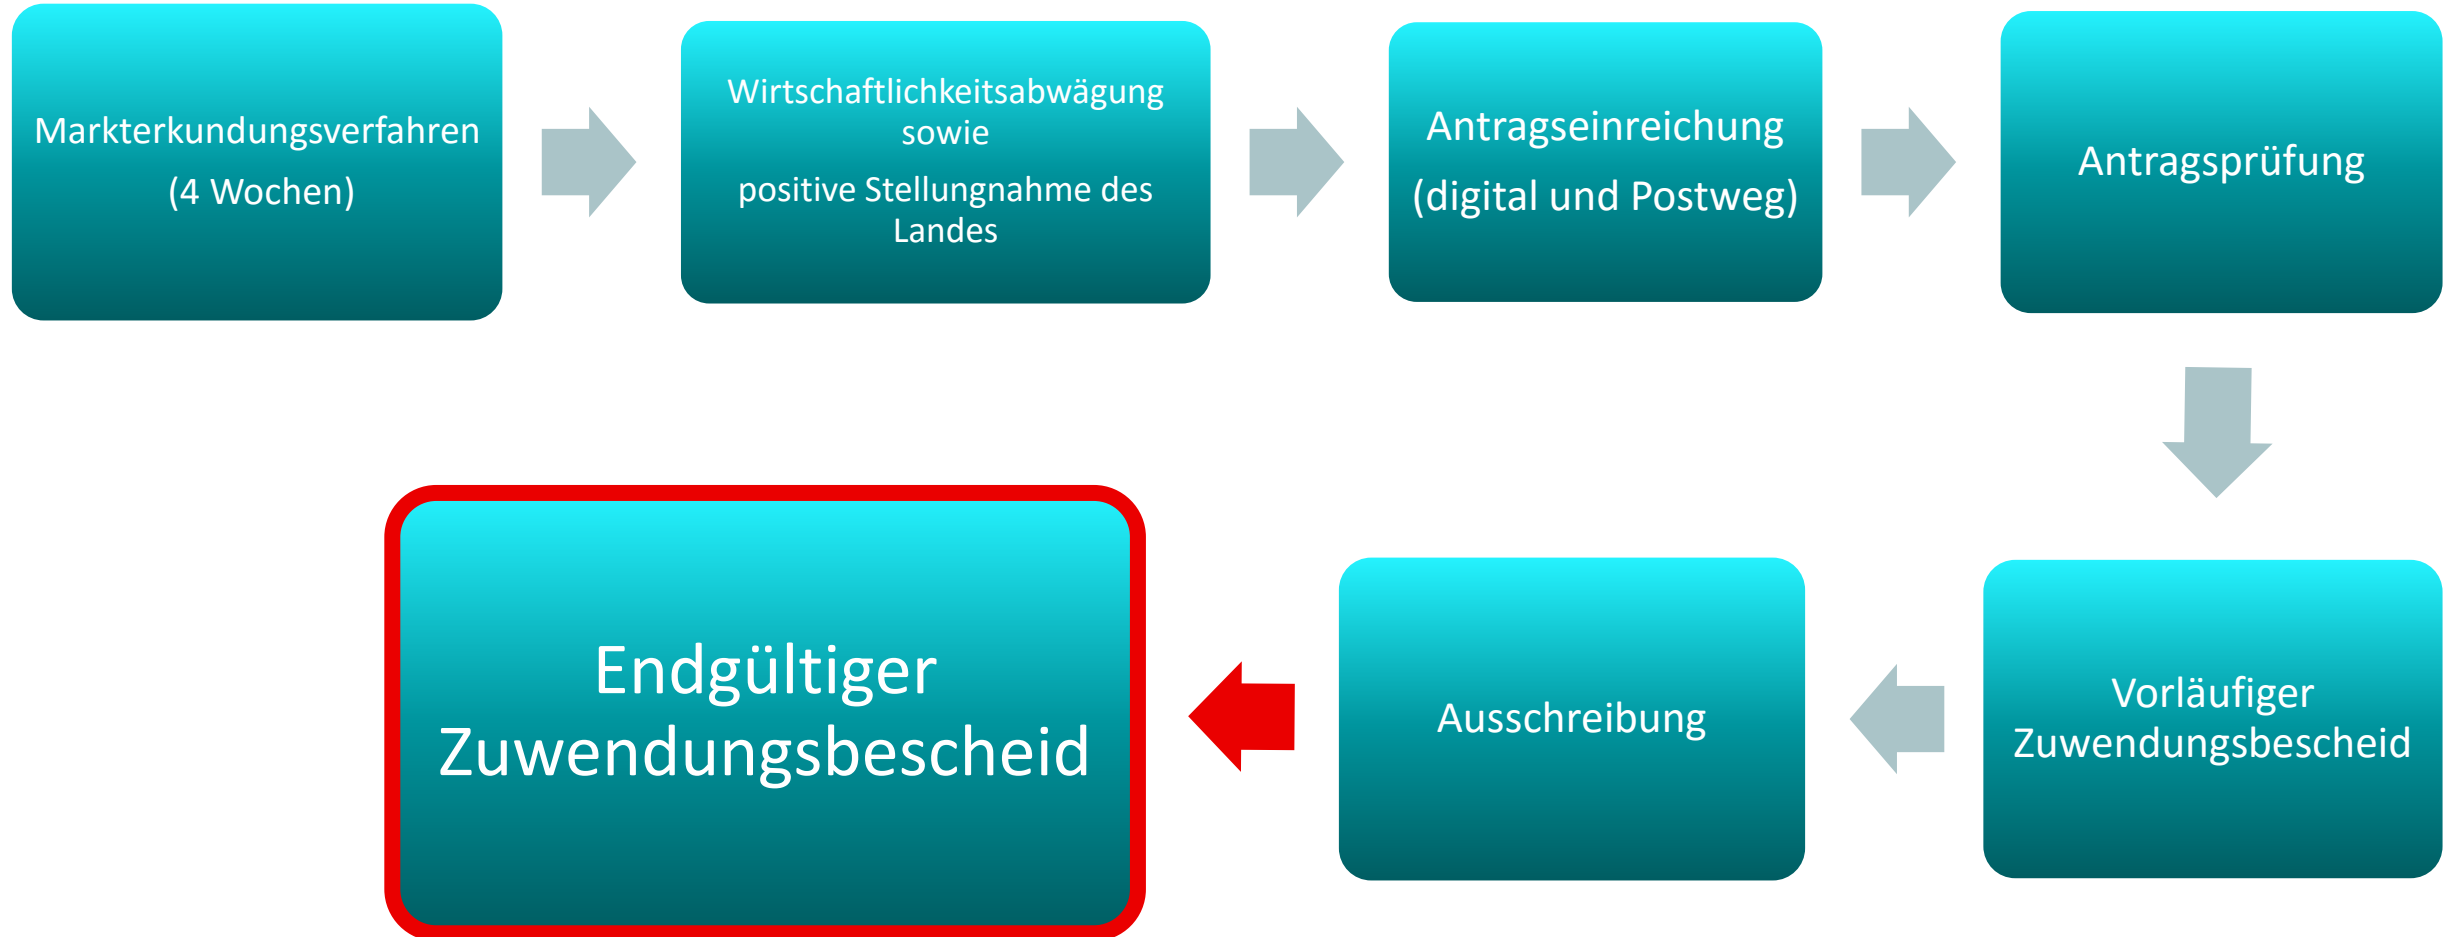 Markterkundungsverfahren
(4 Wochen)
Wirtschaftlichkeitsabwägung
sowie
positive Stellungnahme des
Landes
Antragseinreichung
(digital und Postweg)
Antragsprüfung
Vorläufiger
Zuwendungsbescheid
Ausschreibung
Endgültiger
Zuwendungsbescheid